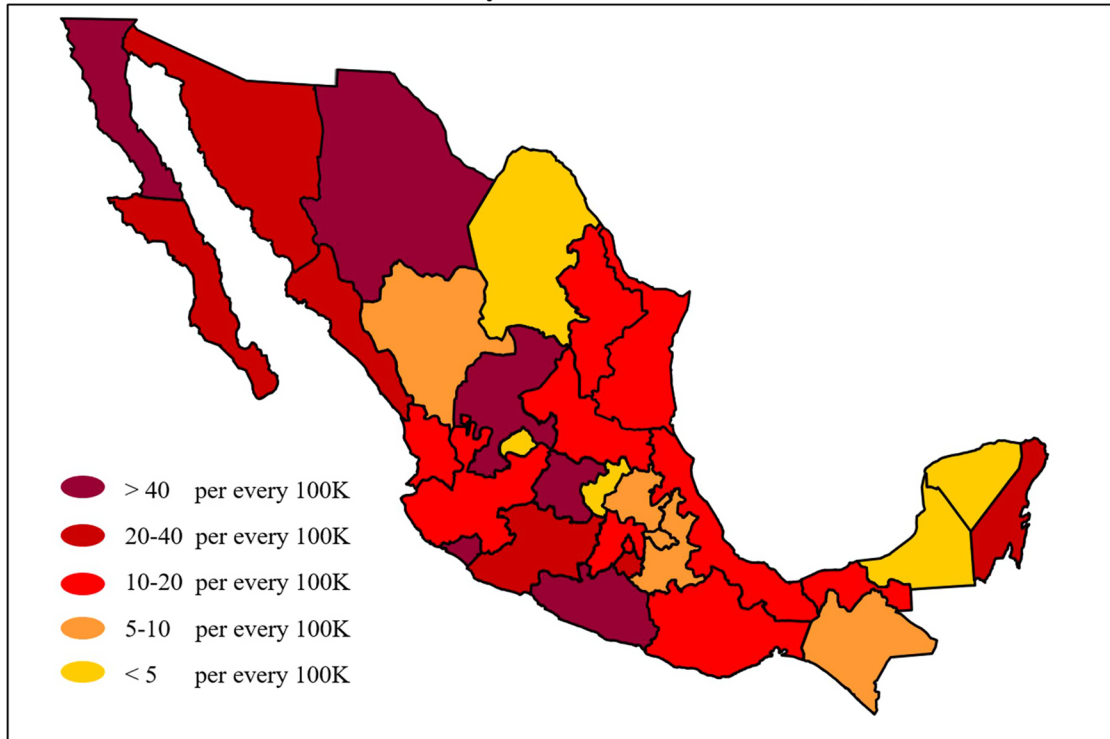 > 40 per every 100K
20-40 per every 100K
10-20 per every 100K
5-10 per every 100K
< 5 per every 100K